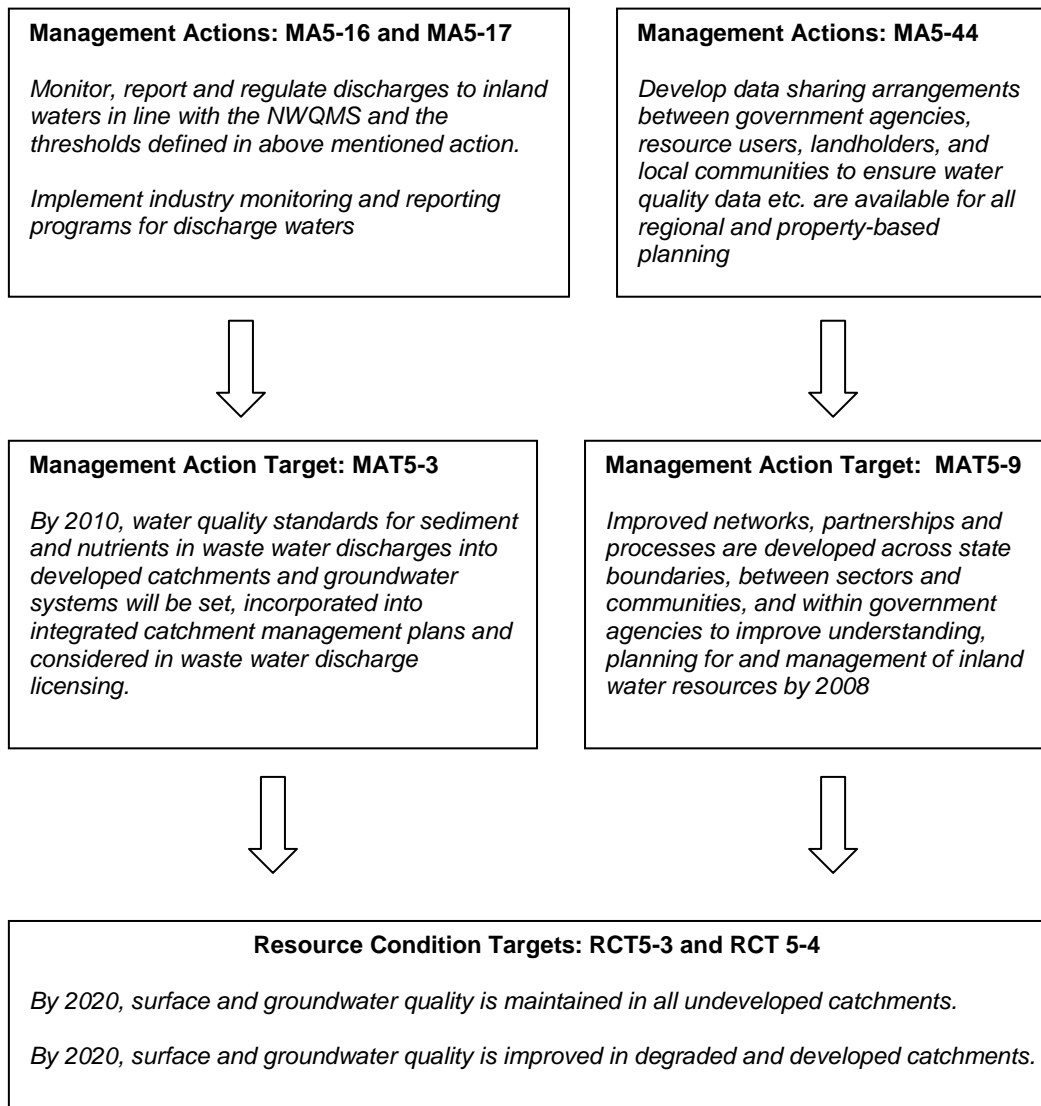 Management Actions: MA5-16 and MA5-17
Monitor, report and regulate discharges to inland
waters in line with the NWQMS and the
thresholds defined in above mentioned action.
Implement industry monitoring and reporting
programs for discharge waters
Management Actions: MA5-44
Develop data sharing arrangements
between government agencies,
resource users, landholders, and
local communities to ensure water
quality data etc. are available for all
regional and property-based
planning
Management Action Target: MAT5-3
By 2010, water quality standards for sediment
and nutrients in waste water discharges into
developed catchments and groundwater
systems will be set, incorporated into
integrated catchment management plans and
considered in waste water discharge
licensing.
Management Action Target:  MAT5-9
Improved networks, partnerships and
processes are developed across state
boundaries, between sectors and
communities, and within government
agencies to improve understanding,
planning for and management of inland
water resources by 2008
Resource Condition Targets: RCT5-3 and RCT 5-4
By 2020, surface and groundwater quality is maintained in all undeveloped catchments.
By 2020, surface and groundwater quality is improved in degraded and developed catchments.